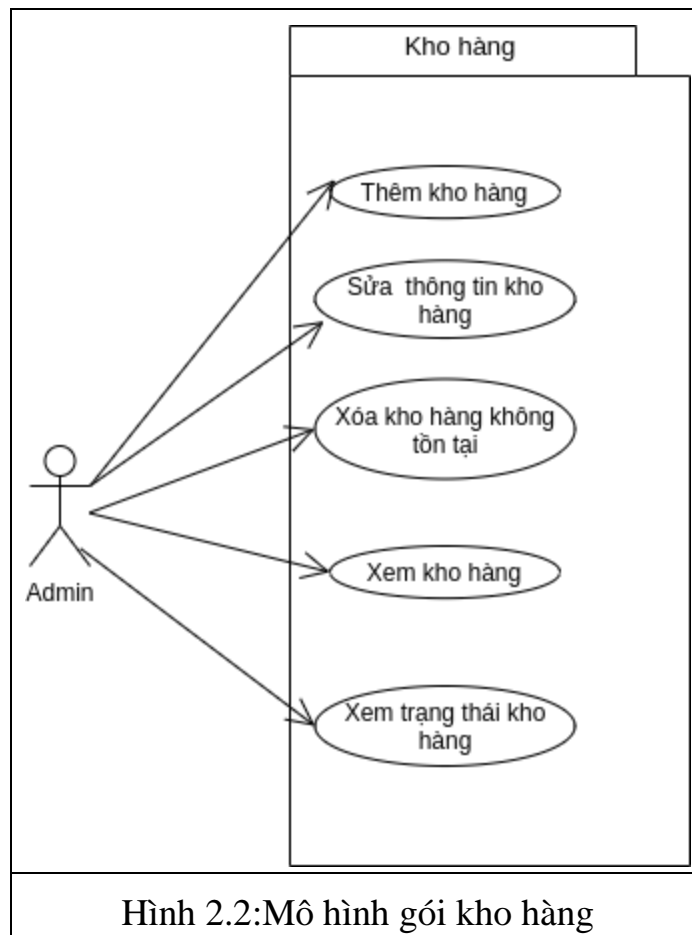 Kho hàng
Thêm kho hàng
Sửa thông tin kho
hàng
Xóa kho hàng không
tồn tại
Xem kho hàng
Admin
Xem trạng thái kho
hàng
Hình 2.2:Mô hình gói kho hàng